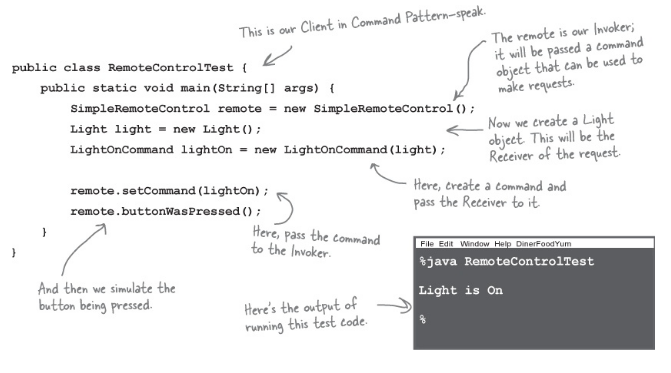 This is our Client in Command Pattern-speak.
public class RemoteControlTest {
public static void main(String[] args) {
SimpleRemoteControl remote = new SimpleRemoteControl();
Light light = new Light();
LightOnCommand lightOn = new LightOnCommand(light);
remote.setCommand(lightOn);
remote.buttonWasPressed();
}
}
The remote is our Invoker;
it will be passed a command
object that can be used to
make requests.
Now we create a Light
object. This will be the
Receiver of the request.
Here, create a command and
pass the Receiver to it.
Here, pass the command
to the Invoker.
And then we simulate the
button being pressed.
Here's the output of
running this test code.
File Edit Window Help DinerFoodYum
%java RemoteControlTest
Light is On
%